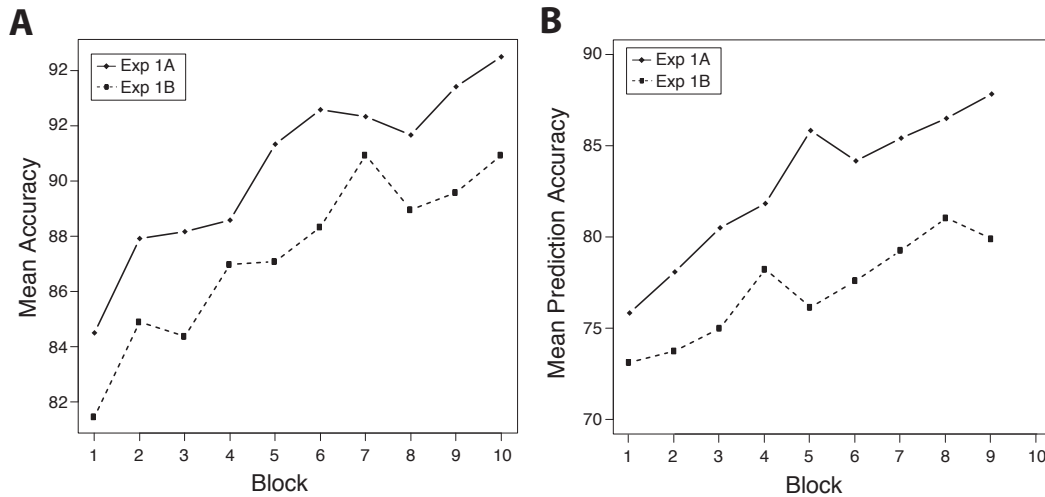 A
Exp 1A
Exp 1B
Mean Accuracy
92
92
90
88
86
84
82
1 2 3 4 5 6 7 8 9 10
Block
B
Exp 1A
Exp 1B
Mean Prediction Accuracy
90
85
80
75
70
1 2 3 4 5 6 7 8 9 10
Block